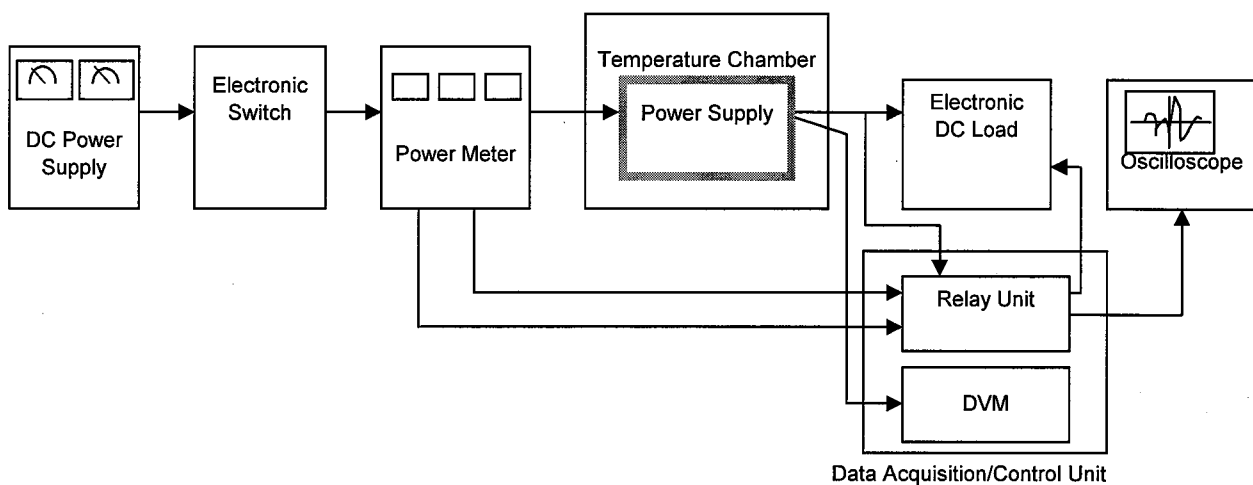 DC Power
Supply
Electronic
Switch
Power Meter
Temperature Chamber
Power Supply
Electronic
DC Load
Oscilloscope
Relay Unit
DVM
Data Acquisition/Control Unit